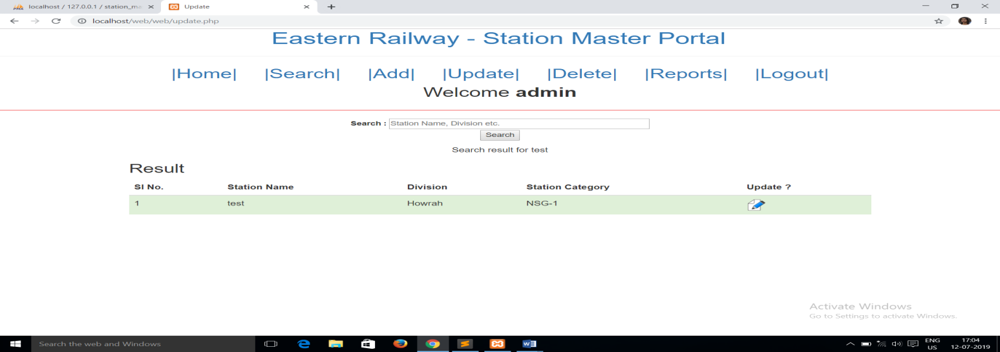 localhost / 127.0.0.1 / station_ma
Update
localhost/web/web/update.php
Eastern Railway - Station Master Portal
|Home| |Search| |Add| |Update| |Delete| |Reports| |Logout|
Welcome admin
Search : Station Name, Division etc.
Search
Search result for test
Result
Sl No. Station Name Division Station Category Update ?
1 test Howrah NSG-1
Activate Windows
Go to Settings to activate Windows.
Search the web and Windows
ENG 17:04
US 12-07-2019